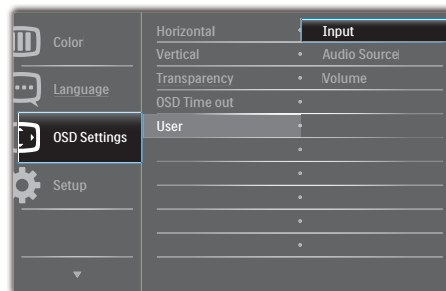 Color
Language
OSD Settings
Setup
Horizontal
Vertical
Transparency
OSD Time out
User
Input
Audio Source
Volume